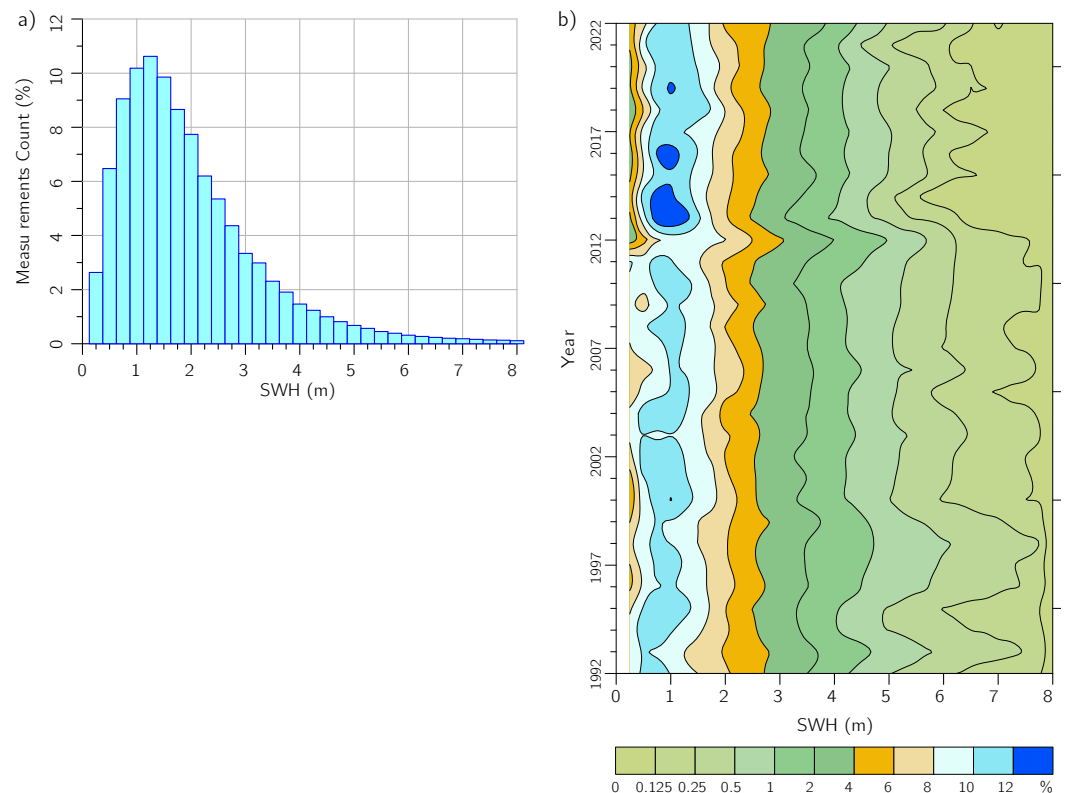 a)
Measu rements Count (%)
12
10
8
6
4
2
0
0 1 2 3 4 5 6 7 8
SWH (m)
b)
Year
2022
2017
2012
2007
2002
1997
1992
0 1 2 3 4 5 6 7 8
SWH (m)
0 0.125 0.25 0.5 1 2 4 6 8 10 12 %